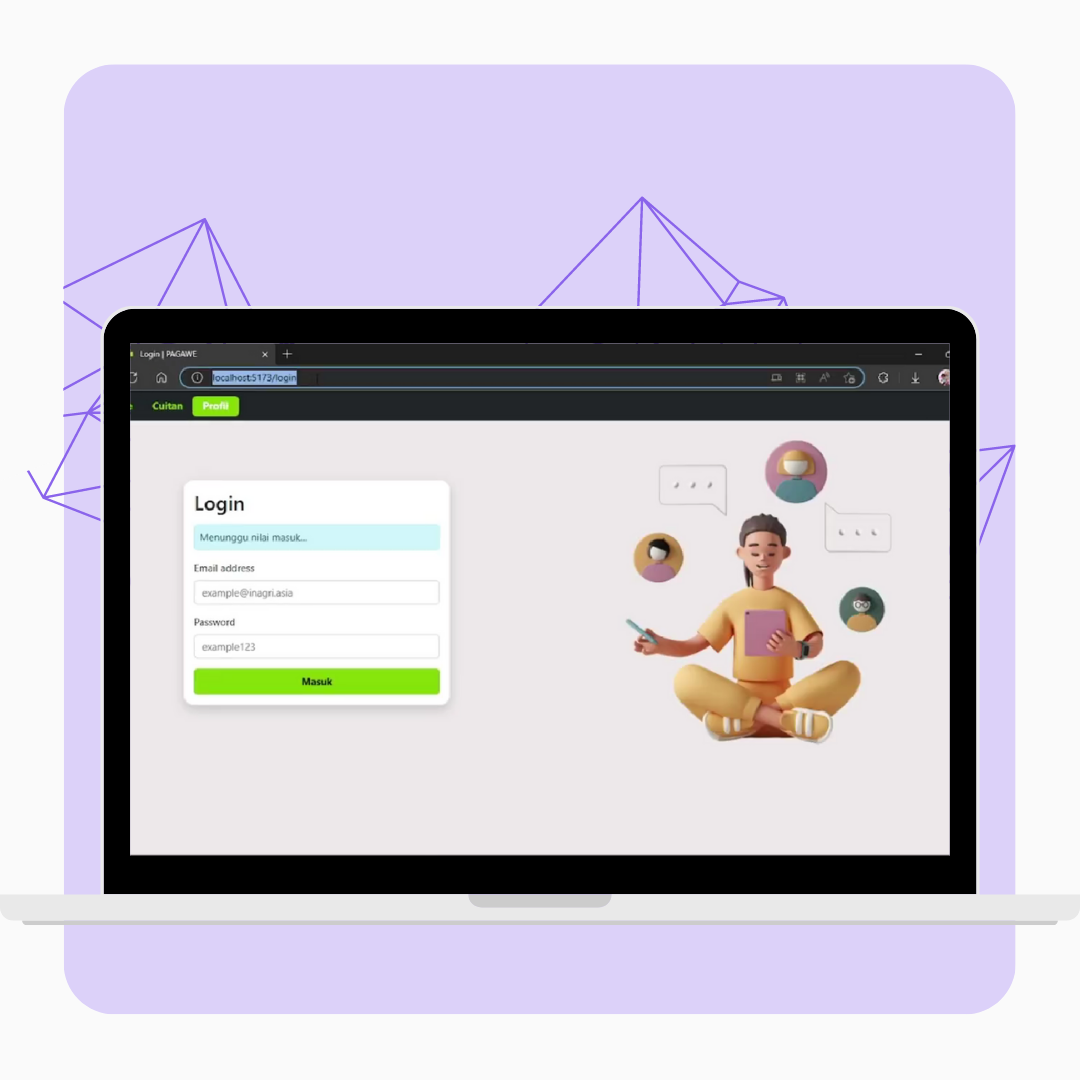 Login | PAGAWE
localhost:5173/login
Cuitan Profil
Login
Menunggu nilai masuk...
Email address
example@inagri.asia
Password
example123
Masuk